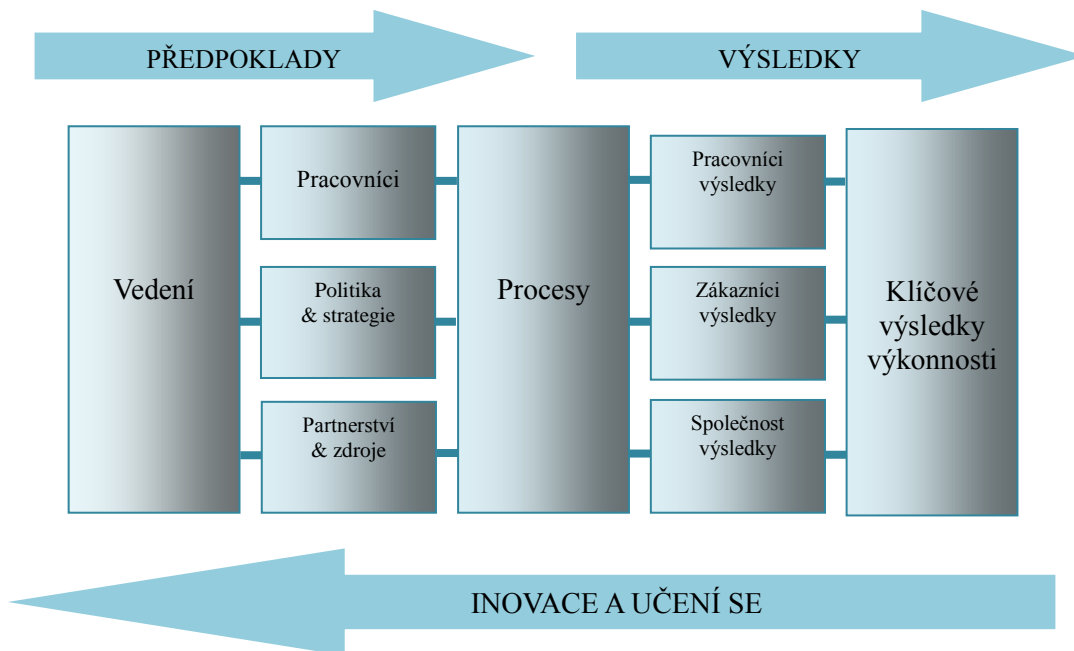 PŘEDPOKLADY
VÝSLEDKY
Vedení
Pracovníci
Politika
& strategie
Partnerství
& zdroje
Procesy
Pracovníci
výsledky
Zákazníci
výsledky
Společnost
výsledky
Klíčové
výsledky
výkonnosti
INOVACE A UČENÍ SE